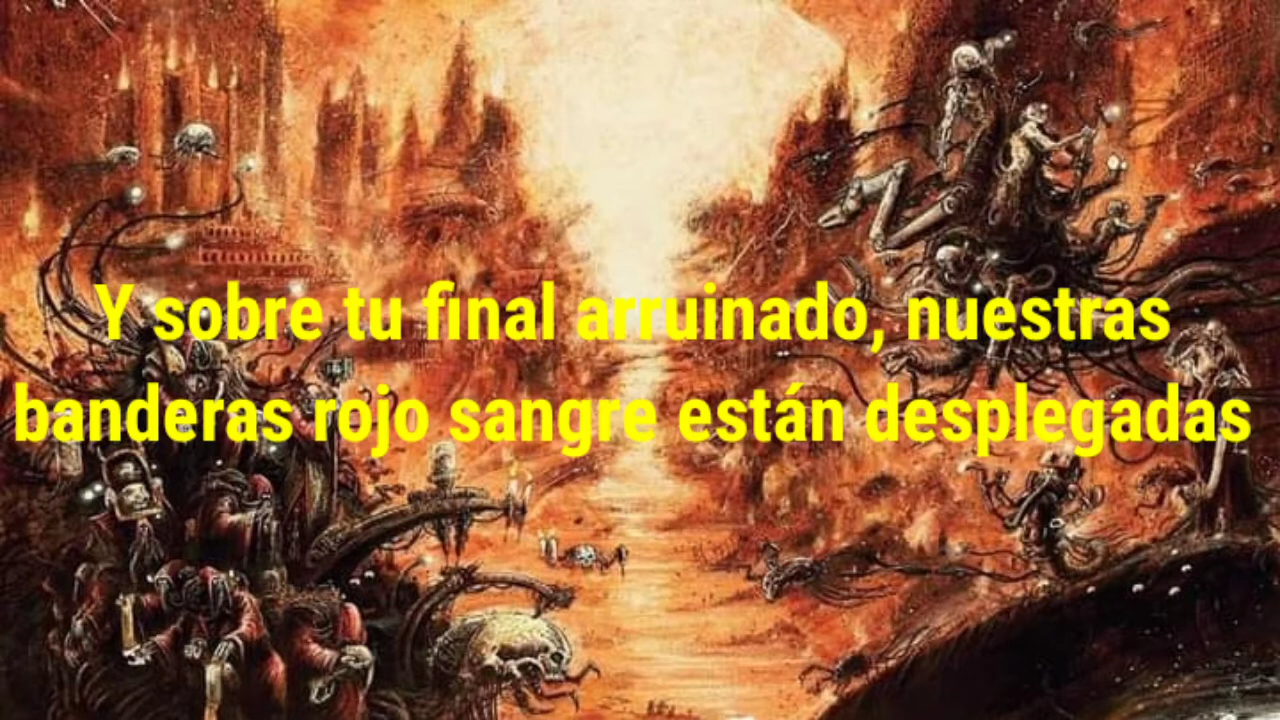 Y sobre tu final arruinado, nuestras
banderas rojo sangre están desplegadas